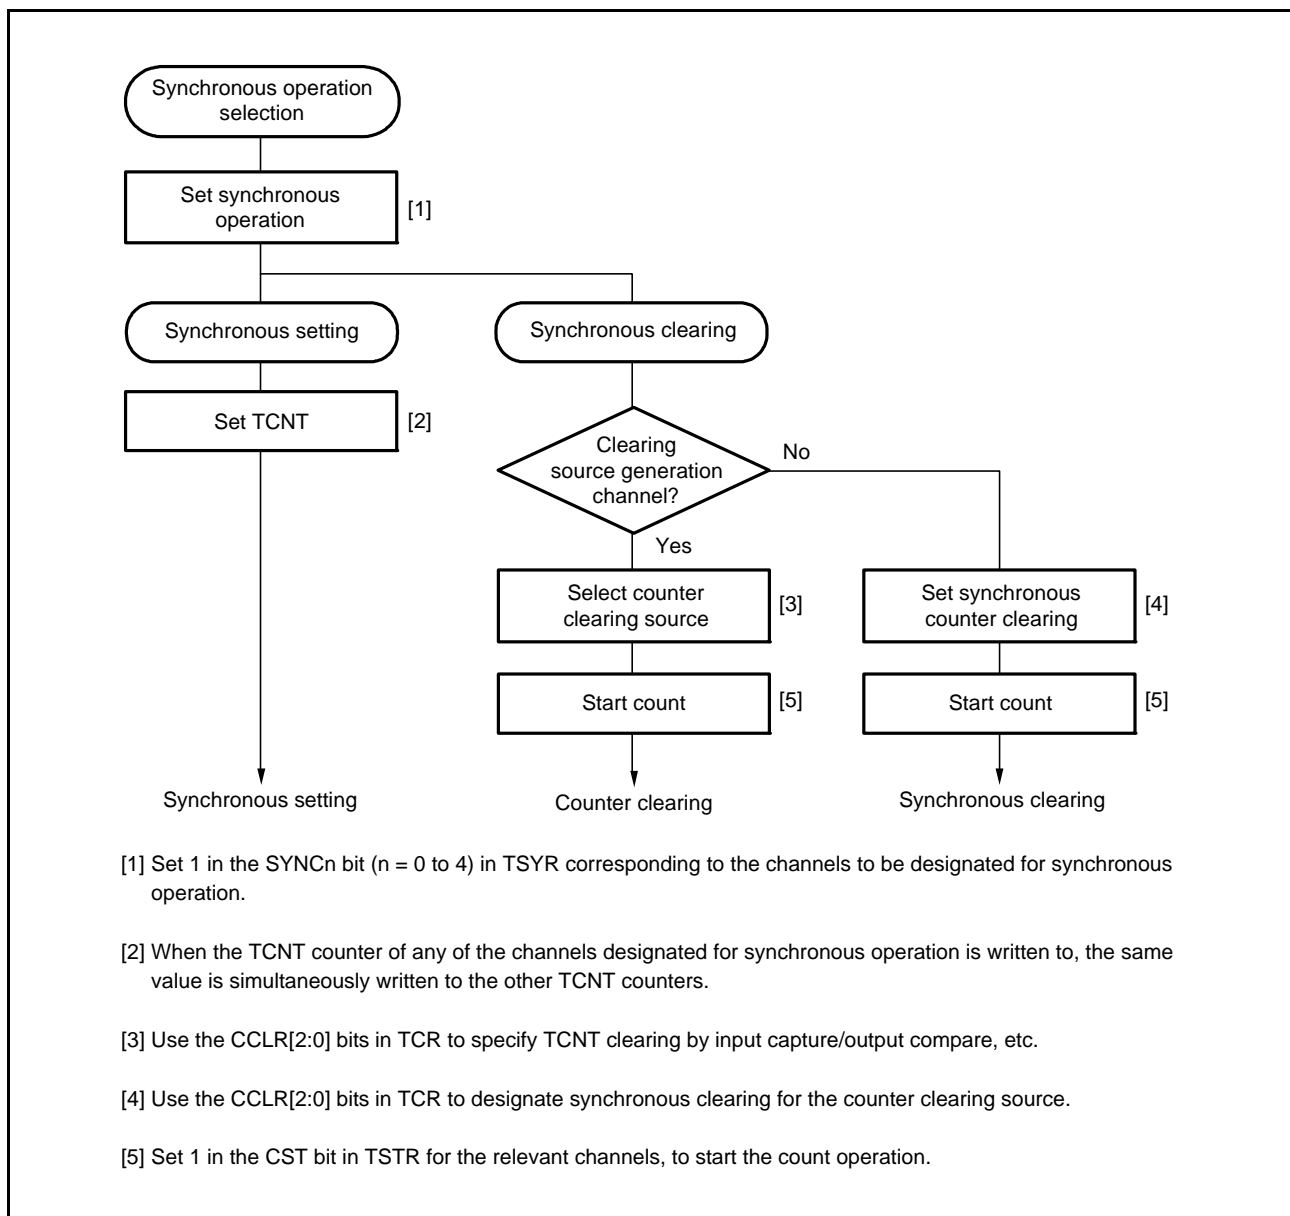 Synchronous operation
selection
Set synchronous
operation
[1]
Synchronous setting
Synchronous clearing
Set TCNT
[2]
Clearing
source generation
channel?
No
Yes
Select counter
clearing source
[3]
Set synchronous
counter clearing
[4]
Start count
[5]
Start count
[5]
Synchronous setting
Counter clearing
Synchronous clearing
[1] Set 1 in the SYNCn bit (n = 0 to 4) in TSYR corresponding to the channels to be designated for synchronous
operation.
[2] When the TCNT counter of any of the channels designated for synchronous operation is written to, the same
value is simultaneously written to the other TCNT counters.
[3] Use the CCLR[2:0] bits in TCR to specify TCNT clearing by input capture/output compare, etc.
[4] Use the CCLR[2:0] bits in TCR to designate synchronous clearing for the counter clearing source.
[5] Set 1 in the CST bit in TSTR for the relevant channels, to start the count operation.